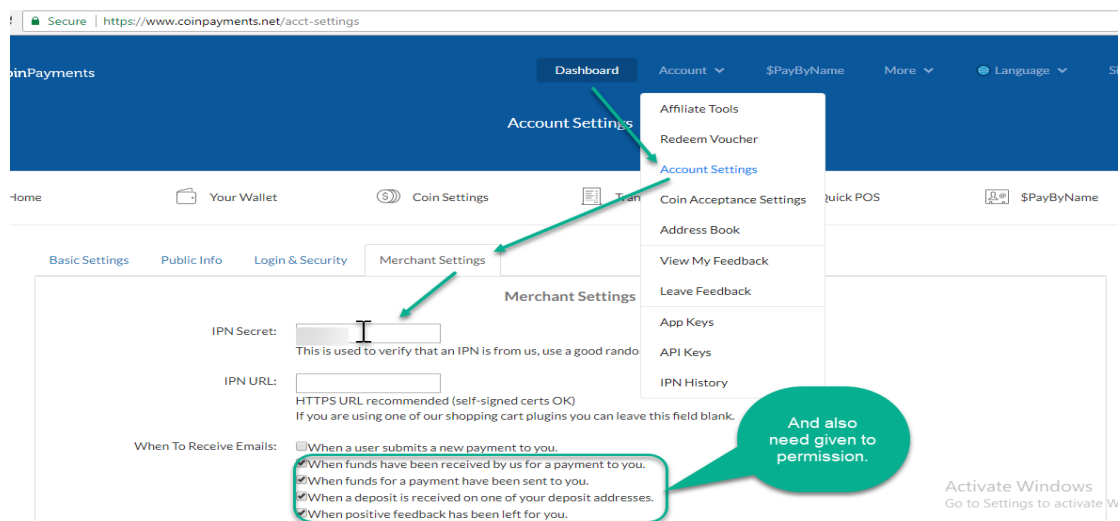 Secure | https://www.coinpayments.net/acct-settings
inPayments
Dashboard Account $PayByName More Language
Account Settings
Affiliate Tools
Redeem Voucher
Account Settings
Coin Acceptance Settings
Address Book
View My Feedback
Leave Feedback
App Keys
API Keys
IPN History
Home Your Wallet Coin Settings Quick POS $PayByName
Basic Settings Public Info Login & Security Merchant Settings
Merchant Settings
IPN Secret:
This is used to verify that an IPN is from us, use a good rando
IPN URL:
HTTPS URL recommended (self-signed certs OK)
If you are using one of our shopping cart plugins you can leave this field blank.
When To Receive Emails:
When a user submits a new payment to you.
When funds have been received by us for a payment to you.
When funds for a payment have been sent to you.
When a deposit is received on one of your deposit addresses.
When positive feedback has been left for you.
And also
need given to
permission.
Activate Windows
Go to Settings to activate W